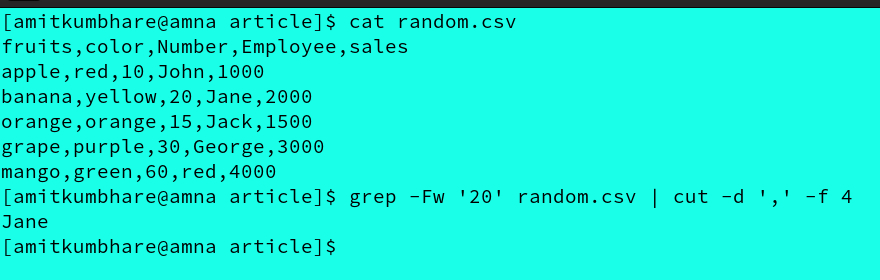 [amitkumbhare@amna article]$ cat random.csv
fruits,color,Number,Employee,sales
apple,red,10,John,1000
banana,yellow,20,Jane,2000
orange,orange,15,Jack,1500
grape,purple,30,George,3000
mango,green,60,red,4000
[amitkumbhare@amna article]$ grep -Fw '20' random.csv | cut -d ',' -f 4
Jane
[amitkumbhare@amna article]$